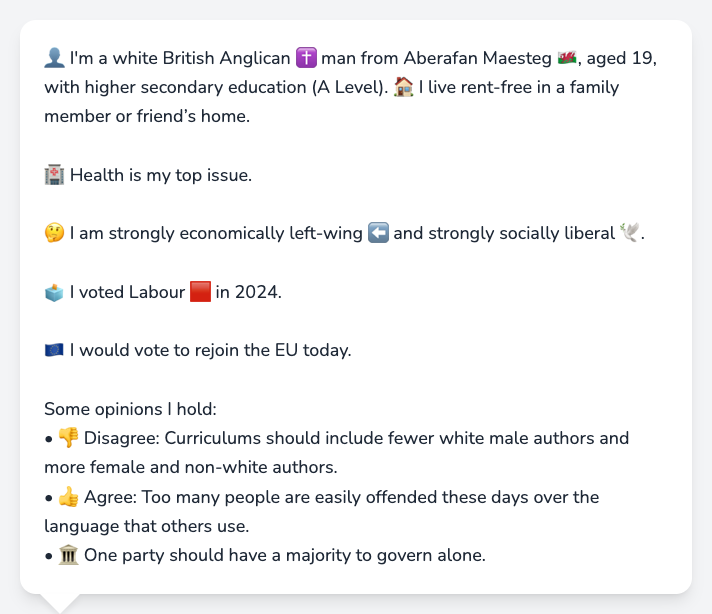 👤 I'm a white British Anglican ✝️ man from Aberafan Maesteg 🏴󠁧󠁢󠁷󠁬󠁳󠁿, aged 19,
with higher secondary education (A Level). 🏠 I live rent-free in a family
member or friend’s home.
🏥 Health is my top issue.
🤔 I am strongly economically left-wing ⬅️ and strongly socially liberal 🕊️.
🗳️ I voted Labour 🟥 in 2024.
🇪🇺 I would vote to rejoin the EU today.
Some opinions I hold:
• 👎 Disagree: Curriculums should include fewer white male authors and
more female and non-white authors.
• 👍 Agree: Too many people are easily offended these days over the
language that others use.
• 🏛️ One party should have a majority to govern alone.